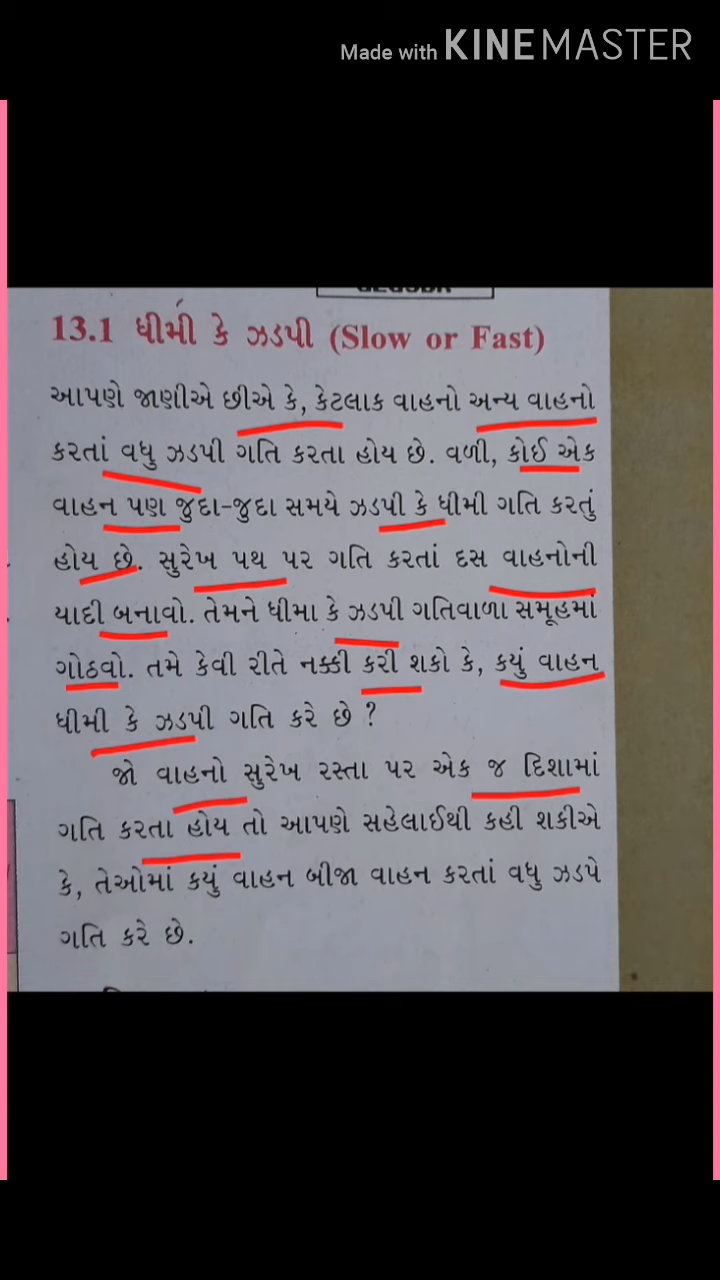 Made with KINEMASTER
13.1 ધીમી કે ઝડપી (Slow or Fast)
આપણે જાણીએ છીએ કે, કેટલાક વાહનો અન્ય વાહનો
કરતાં વધુ ઝડપી ગતિ કરતા હોય છે. વળી, કોઈ એક
વાહન પણ જુદા-જુદા સમયે ઝડપી કે ધીમી ગતિ કરતું
હોય છે. સુરેખ પથ પર ગતિ કરતાં દસ વાહનોની
યાદી બનાવો. તેમને ધીમા કે ઝડપી ગતિવાળા સમૂહમાં
ગોઠવો. તમે કેવી રીતે નક્કી કરી શકો કે, કયું વાહન
ધીમી કે ઝડપી ગતિ કરે છે ?
જો વાહનો સુરેખ રસ્તા પર એક જ દિશામાં
ગતિ કરતા હોય તો આપણે સહેલાઈથી કહી શકીએ
કે, તેઓમાં કયું વાહન બીજા વાહન કરતાં વધુ ઝડપે
ગતિ કરે છે.